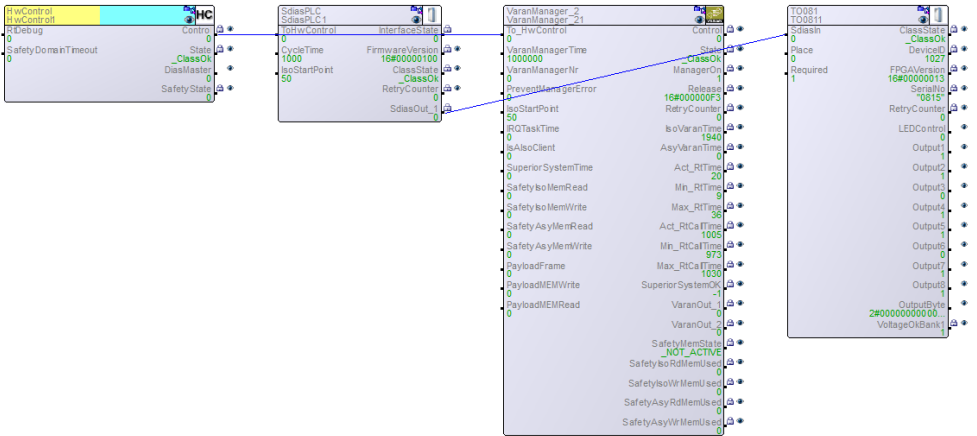 HwControl
HwControl1
HC
RtDebug
Contro
0
0
SafetyDomainTimeout
State
0
_ClassOk
DiasMaster
SafetyState
0
SdiasPLC
SdiasPLC1
ToHwControl
InterfaceState
0
CycleTime
FirmwareVersion
1000
16#00000100
IsoStartPoint
ClassState
50
_ClassOk
RetryCounter
0
SdiasOut_1
0
VaranManager_2
VaranManager_21
To_HwControl
Control
0
0
VaranManagerTime
State
1000000
_ClassOk
VaranManagerNr
ManagerOn
0
1
PreventManagerError
Release
0
16#000000F3
IsoStartPoint
RetryCounter
50
0
IRQTaskTime
IsoVaranTime
0
1940
IsAlsoClient
AsyVaranTime
0
0
SuperiorSystemTime
Act_RtTime
0
20
SafetyIsoMemRead
Min_RtTime
0
9
SafetyIsoMemWrite
Max_RtTime
0
36
SafetyAsyMemRead
Act_RtCalTime
0
1005
SafetyAsyMemWrite
Min_RtCalTime
0
973
PayloadFrame
Max_RtCalTime
0
1030
PayloadMEMWrite
SuperiorSystemOK
0
-1
PayloadMEMRead
VaranOut_1
0
0
VaranOut_2
0
SafetyMemState
_NOT_ACTIVE
SafetyIsoRdMemUsed
0
SafetyIsoWrMemUsed
0
SafetyAsyRdMemUsed
0
SafetyAsyWrMemUsed
0
TO081
TO0811
SdiasIn
ClassState
0
_ClassOk
Place
DeviceID
0
1027
Required
FPGAVersion
1
16#00000013
SerialNo
"0815"
RetryCounter
0
LEDControl
0
Output1
1
Output2
1
Output3
0
Output4
1
Output5
1
Output6
0
Output7
1
Output8
1
OutputByte
2#00000000000...
VoltageOkBank1
1